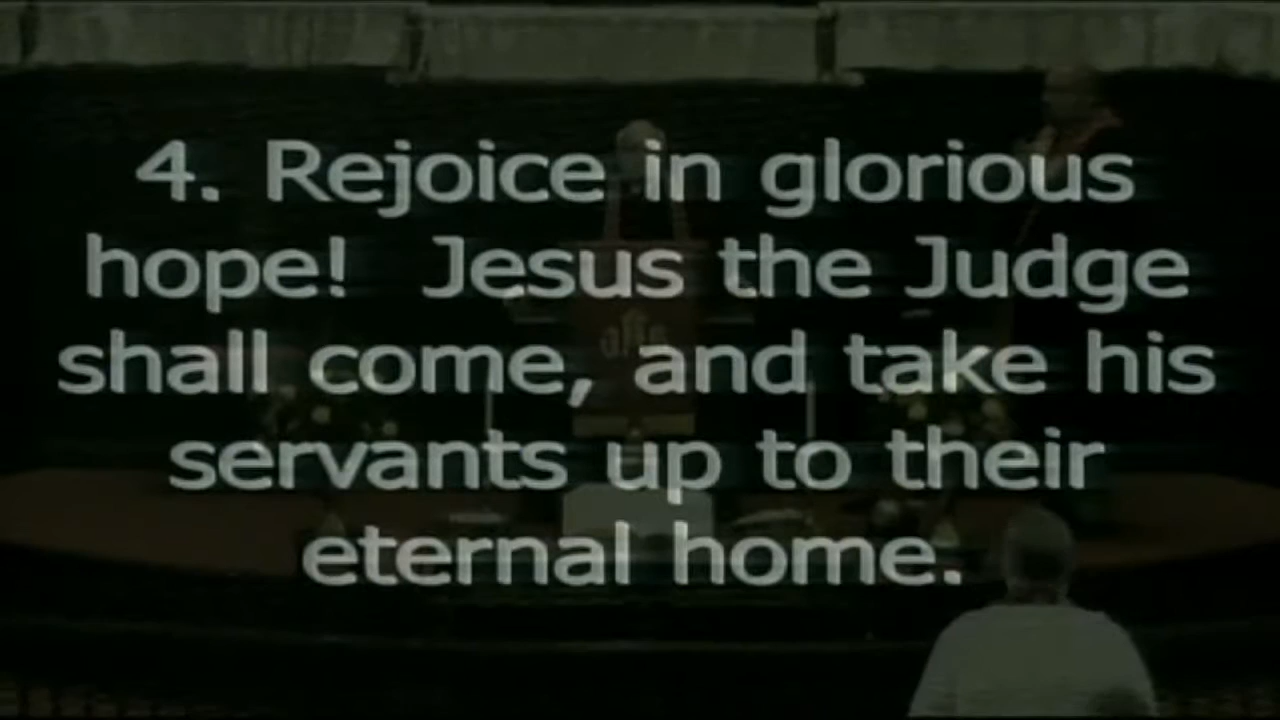 4. Rejoice in glorious
hope!  Jesus the Judge
shall come, and take his
servants up to their
eternal home.